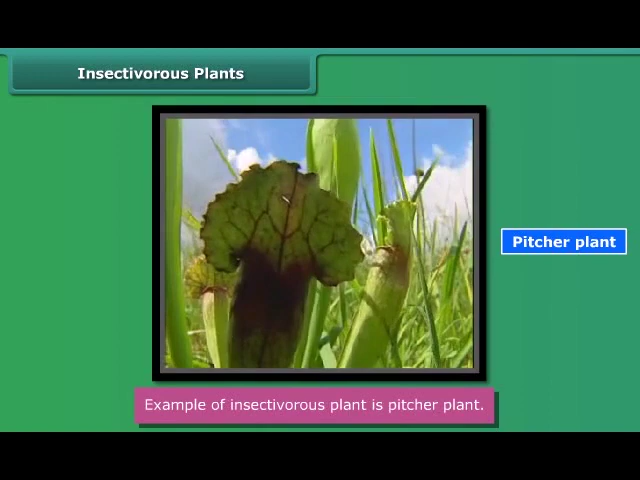 Insectivorous Plants
Pitcher plant
Example of insectivorous plant is pitcher plant.